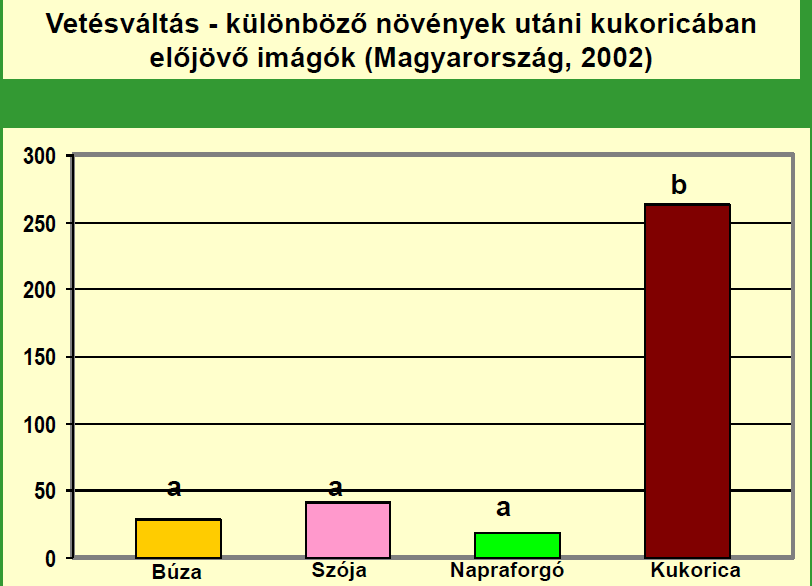 Vetésváltás - különböző növények utáni kukoricában
előjövő imágók (Magyarország, 2002)
300
250
200
150
100
50
0
a
a
a
b
Búza
Szója
Napraforgó
Kukorica